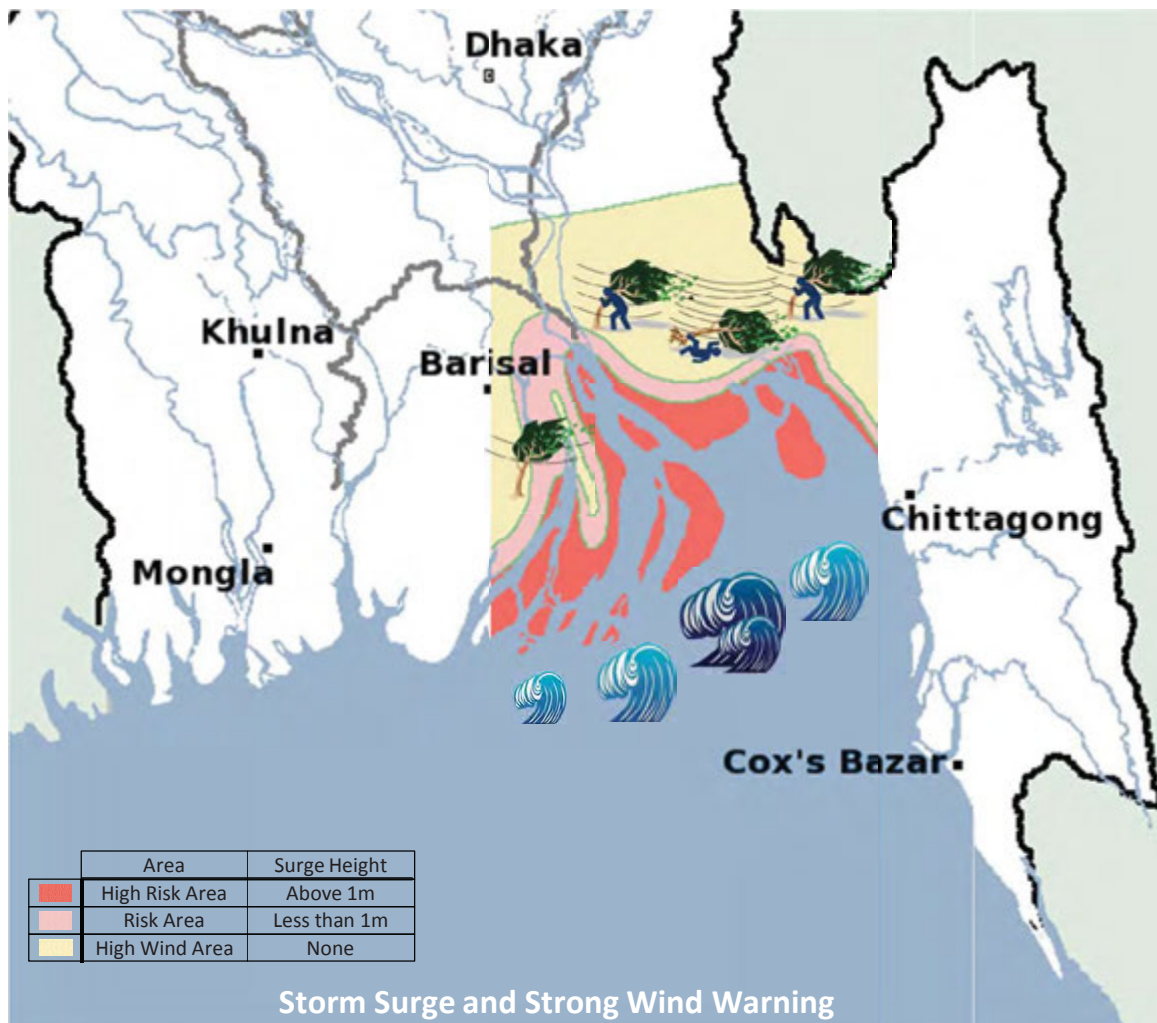 Dhaka
Khulna
Barisal
Chittagong
Mongla
Cox's Bazar
Area Surge Height
High Risk Area Above 1m
Risk Area Less than 1m
High Wind Area None
Storm Surge and Strong Wind Warning